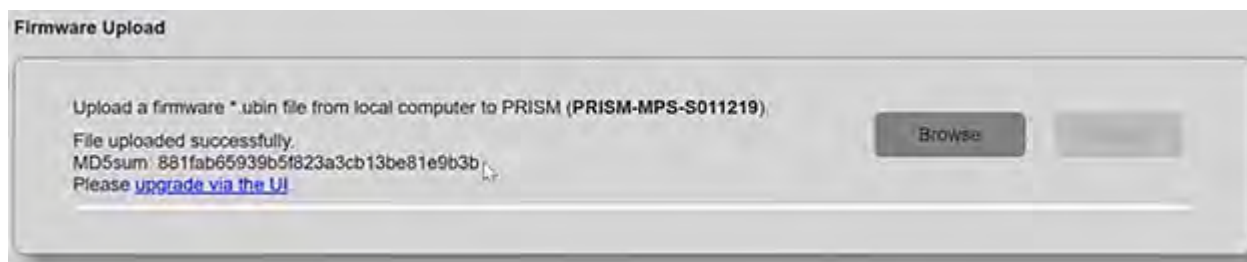 Firmware Upload
Upload a firmware *.ubin file from local computer to PRISM (PRISM-MPS-S011219)
File uploaded successfully.
MD5sum: 881fab65939b5f823a3cb13be81e9b3b
Please upgrade via the UI
Browse